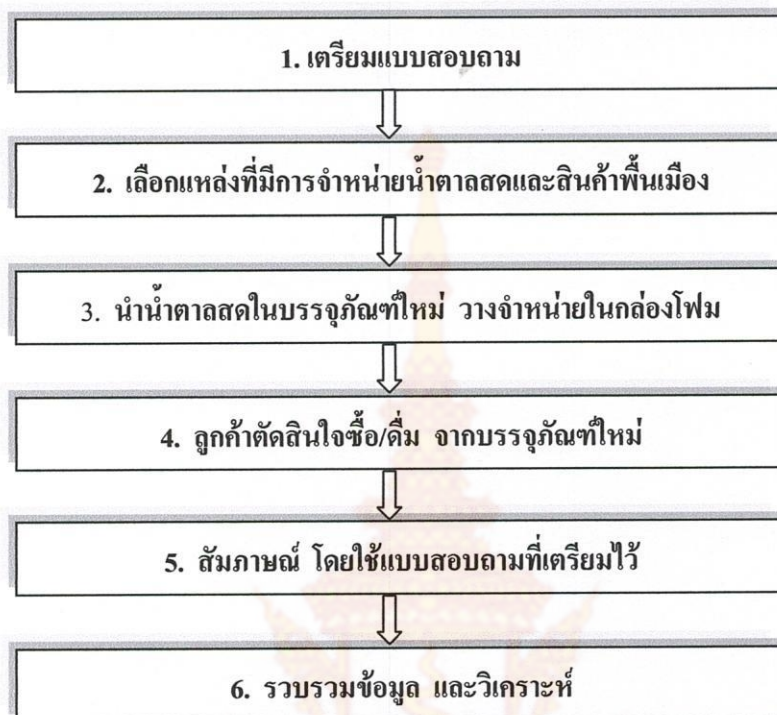 1. เตรียมแบบสอบถาม
2. เลือกแหล่งที่มีการจำหน่ายน้ำตาลสดและสินค้าพื้นเมือง
3. นำน้ำตาลสดในบรรจุภัณฑ์ใหม่ วางจำหน่ายในกล่องโฟม
4. ลูกค้าตัดสินใจซื้อ/ดื่ม จากบรรจุภัณฑ์ใหม่
5. สัมภาษณ์ โดยใช้แบบสอบถามที่เตรียมไว้
6. รวบรวมข้อมูล และวิเคราะห์